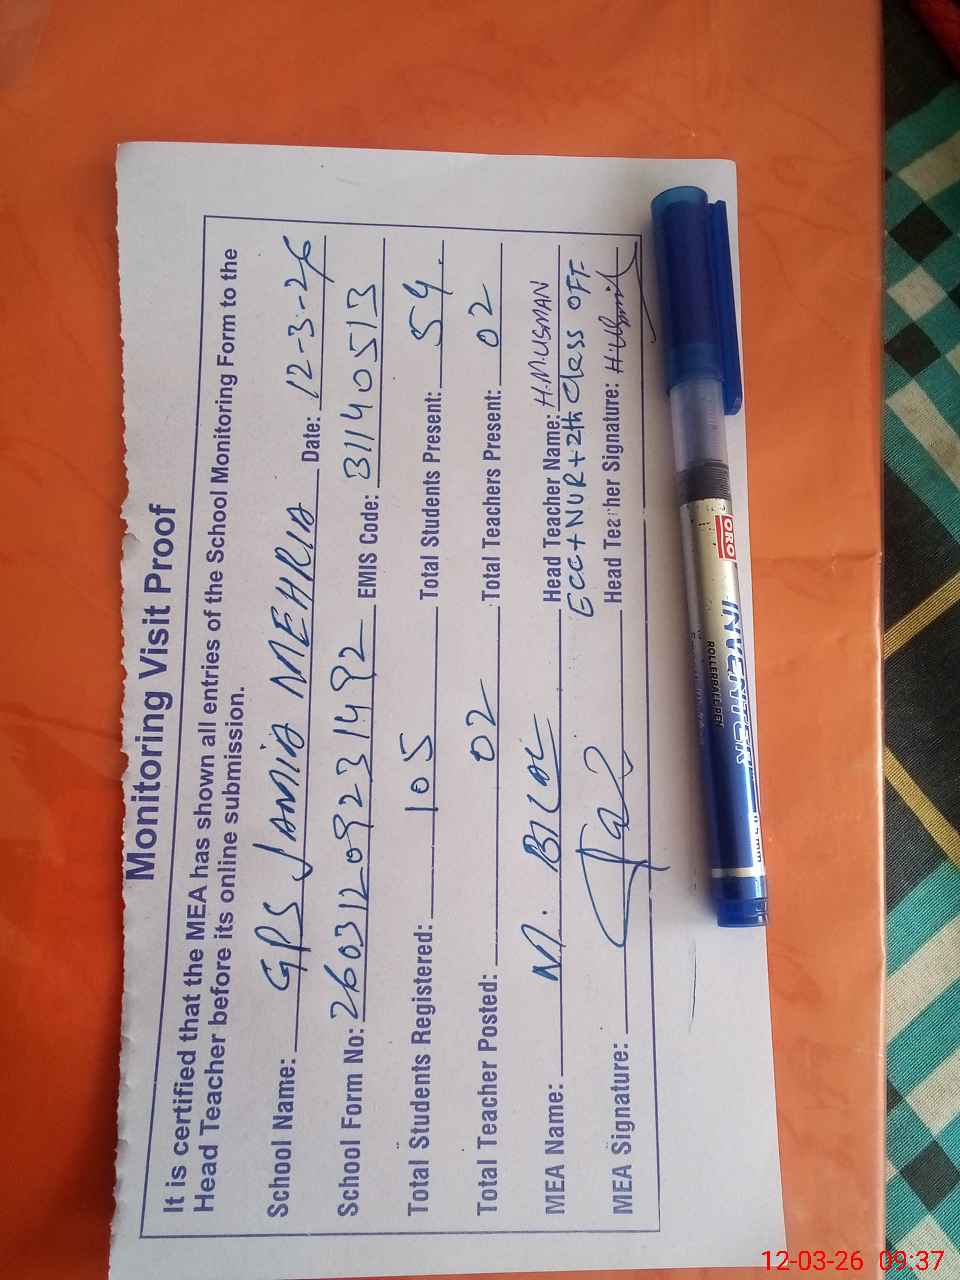 Monitoring Visit Proof
It is certified that the MEA has shown all entries of the School Monitoring Form to the
Head Teacher before its online submission.
School Name: GPS JAMIA MEHRIA Date: 12-3-26
School Form No: 26031209231492 EMIS Code: 31140513
Total Students Registered: 105 Total Students Present: 54
Total Teacher Posted: 02 Total Teachers Present: 02
MEA Name: M. BILAL Head Teacher Name: H.M.USMAN
ECCC+NUR+2th Class OFF
MEA Signature: Head Teacher Signature: H.Usman
ORO
INVENTER
ROLLERBALL PEN
12-03-26 09:37